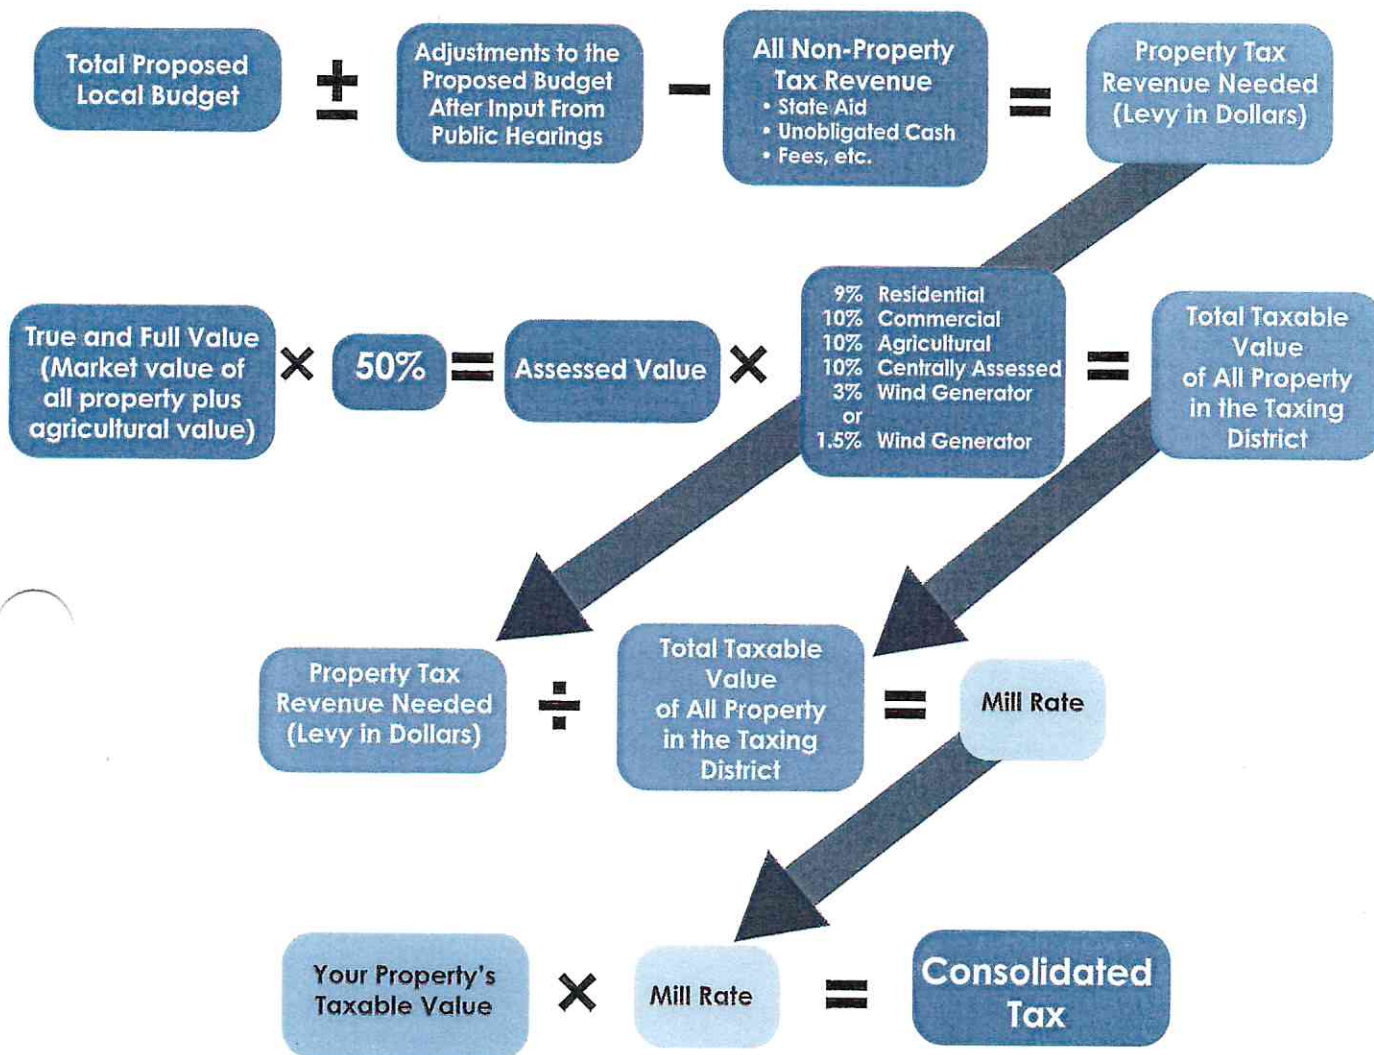 Total Proposed
Local Budget
±
Adjustments to the
Proposed Budget
After Input From
Public Hearings
−
All Non-Property
Tax Revenue
• State Aid
• Unobligated Cash
• Fees, etc.
=
Property Tax
Revenue Needed
(Levy in Dollars)
True and Full Value
(Market value of
all property plus
agricultural value)
×
50%
=
Assessed Value
×
9% Residential
10% Commercial
10% Agricultural
10% Centrally Assessed
3% Wind Generator
or
1.5% Wind Generator
=
Total Taxable
Value
of All Property
in the Taxing
District
Property Tax
Revenue Needed
(Levy in Dollars)
÷
Total Taxable
Value
of All Property
in the Taxing
District
=
Mill Rate
Your Property's
Taxable Value
×
Mill Rate
=
Consolidated
Tax